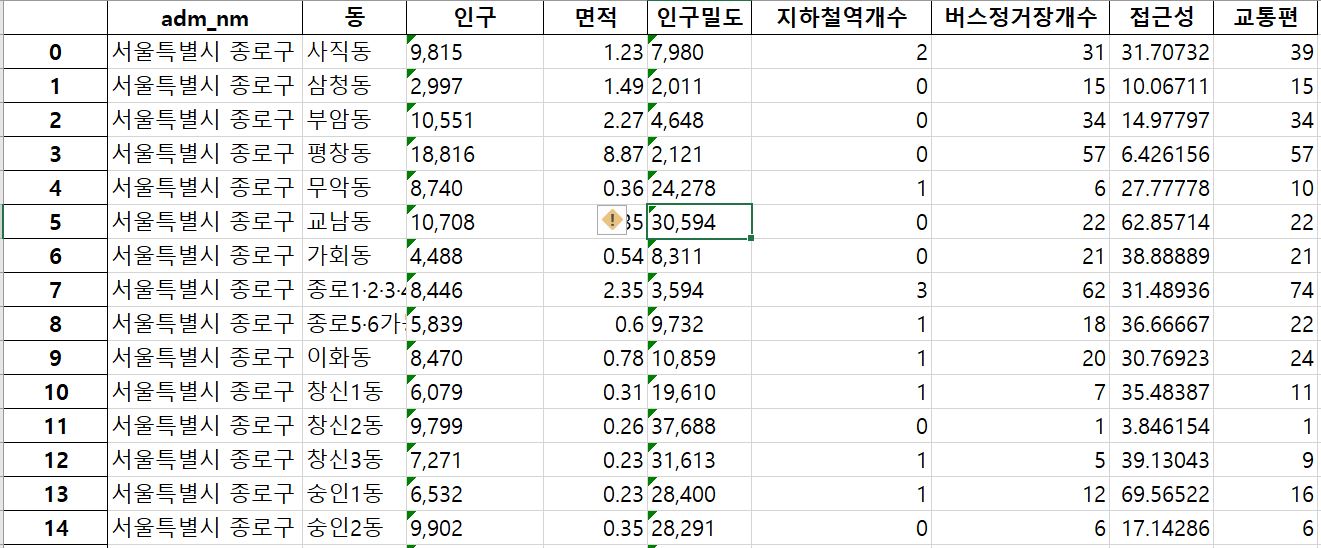 adm_nm 동 인구 면적 인구밀도 지하철역개수 버스정거장개수 접근성 교통편
0 서울특별시 종로구 사직동 9,815 1.23 7,980 2 31 31.70732 39
1 서울특별시 종로구 삼청동 2,997 1.49 2,011 0 15 10.06711 15
2 서울특별시 종로구 부암동 10,551 2.27 4,648 0 34 14.97797 34
3 서울특별시 종로구 평창동 18,816 8.87 2,121 0 57 6.426156 57
4 서울특별시 종로구 무악동 8,740 0.36 24,278 1 6 27.77778 10
5 서울특별시 종로구 교남동 10,708 35 30,594 0 22 62.85714 22
6 서울특별시 종로구 가회동 4,488 0.54 8,311 0 21 38.88889 21
7 서울특별시 종로구 종로1·2·3·4 8,446 2.35 3,594 3 62 31.48936 74
8 서울특별시 종로구 종로5·6가· 5,839 0.6 9,732 1 18 36.66667 22
9 서울특별시 종로구 이화동 8,470 0.78 10,859 1 20 30.76923 24
10 서울특별시 종로구 창신1동 6,079 0.31 19,610 1 7 35.48387 11
11 서울특별시 종로구 창신2동 9,799 0.26 37,688 0 1 3.846154 1
12 서울특별시 종로구 창신3동 7,271 0.23 31,613 1 5 39.13043 9
13 서울특별시 종로구 숭인1동 6,532 0.23 28,400 1 12 69.56522 16
14 서울특별시 종로구 숭인2동 9,902 0.35 28,291 0 6 17.14286 6